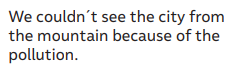 We couldn´t see the city from
the mountain because of the
pollution.